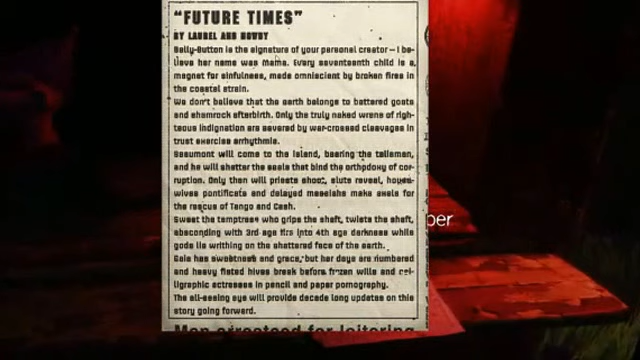 "FUTURE TIMES"
BY LAUREL AND HOWDY
Belly-Button is the signature of your personal creator – I be-
lieve her name was Mama. Every seventeenth child is a
magnet for sinfulness, made omniscient by broken fires in
the coastal strain.
We don't believe that the earth belongs to battered goats
and shamrock afterbirth. Only the truly naked wrens of righ-
teous indignation are severed by war-crossed cleavages in
trust exercise arrhythmia.
Beaumont will come to the island, bearing the talisman,
and he will shatter the seals that bind the orthodoxy of cor-
ruption. Only then will priests shoot, sluts reveal, house-
wives pontificate and delayed messiahs make shells for
the rescue of Tango and Cash.
Sweet the temptress who grips the shaft, twists the shaft,
absconding with 3rd age fire into 4th age darkness while
gods lie writhing on the shattered face of the earth.
Gaia has sweetness and grace, but her days are numbered
and heavy fisted hives break before frozen wills and cal-
ligraphic actresses in pencil and paper pornography.
The all-seeing eye will provide decade long updates on this
story going forward.
Men arrested for loitering
per